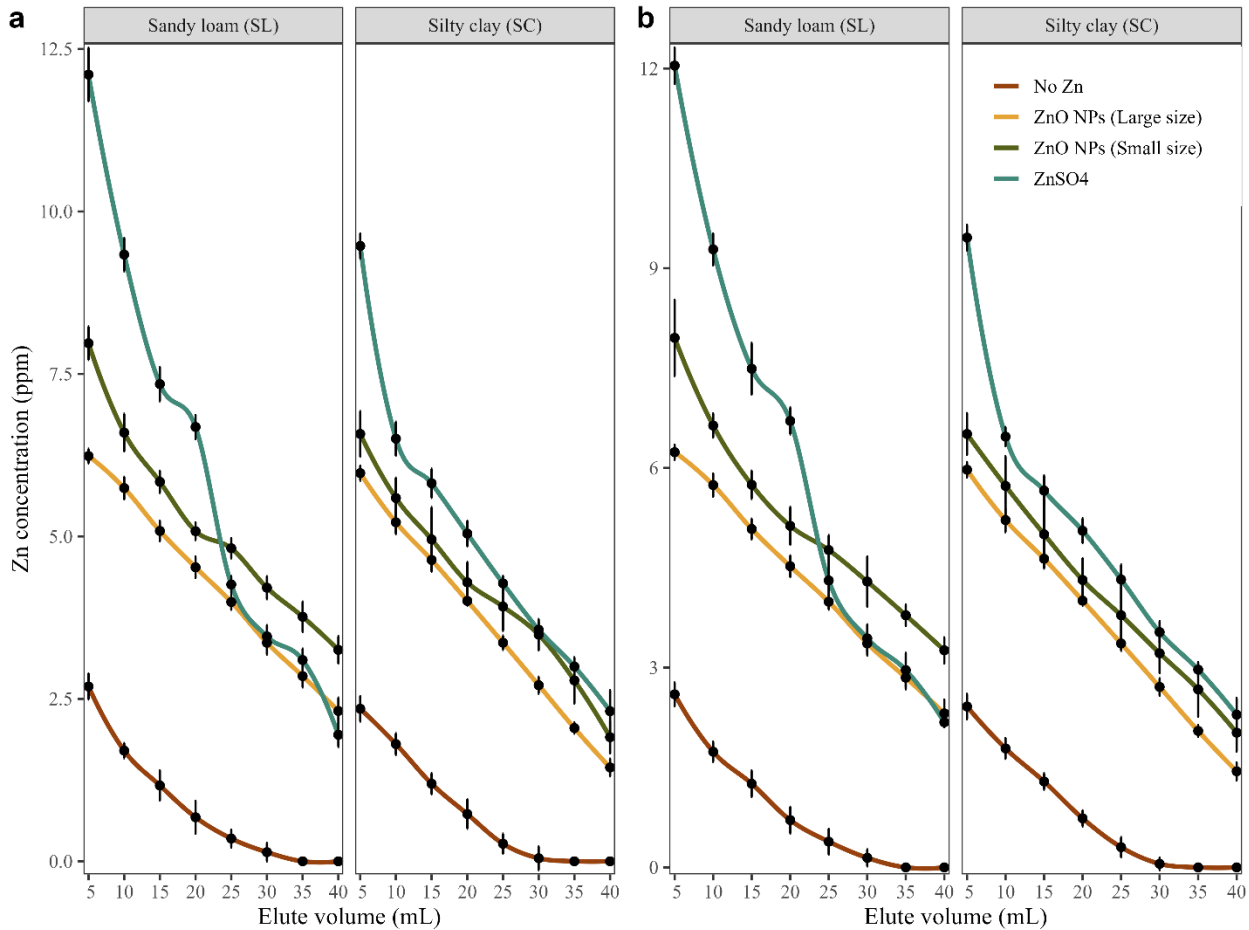 a
b
Sandy loam (SL)
Silty clay (SC)
Sandy loam (SL)
Silty clay (SC)
Zn concentration (ppm)
12.5
10.0
7.5
5.0
2.5
0.0
12
9
6
3
0
No Zn
ZnO NPs (Large size)
ZnO NPs (Small size)
ZnSO4
5 10 15 20 25 30 35 40
5 10 15 20 25 30 35 40
5 10 15 20 25 30 35 40
5 10 15 20 25 30 35 40
Elute volume (mL)
Elute volume (mL)